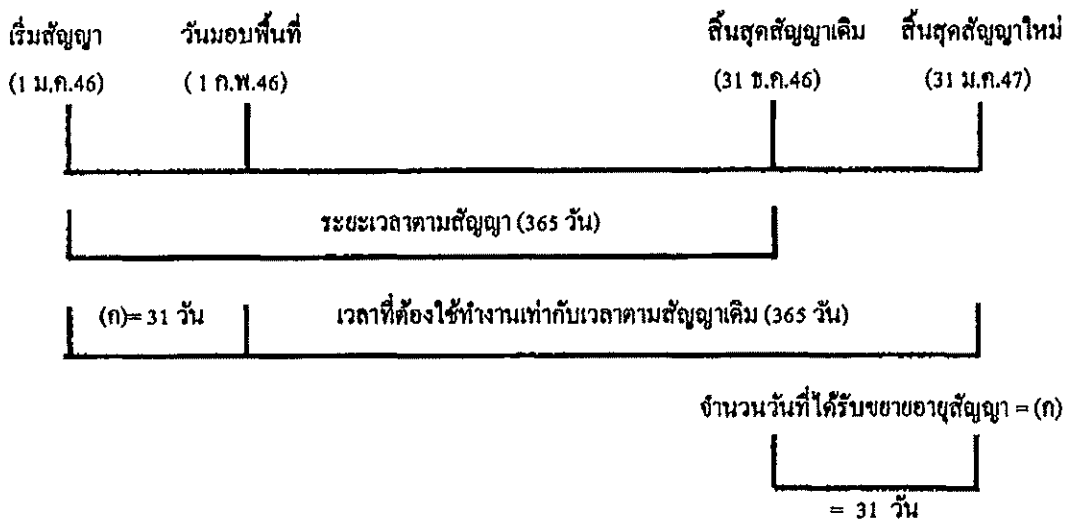 เริ่มสัญญา วันมอบพื้นที่ สิ้นสุดสัญญาเดิม สิ้นสุดสัญญาใหม่
(1 ม.ค.46) ( 1 ก.พ.46) (31 ธ.ค.46) (31 ม.ค.47)
ระยะเวลาตามสัญญา (365 วัน)
(ก)= 31 วัน เวลาที่ต้องใช้ทำงานเท่ากับเวลาตามสัญญาเดิม (365 วัน)
จำนวนวันที่ได้รับขยายอายุสัญญา = (ก)
= 31 วัน